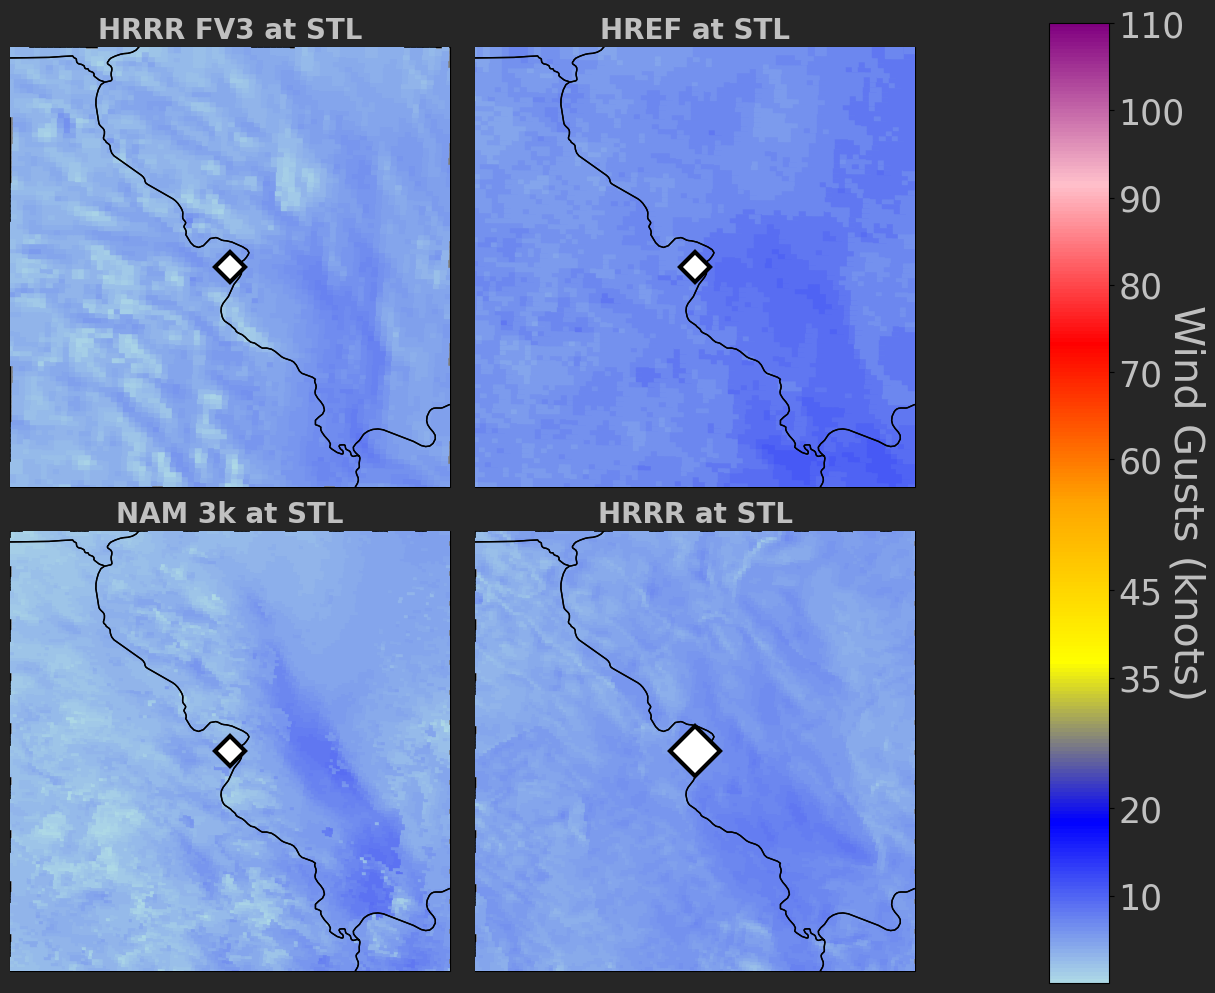 HRRR FV3 at STL
HREF at STL
NAM 3k at STL
HRRR at STL
110
100
90
80
70
60
45
35
20
10
Wind Gusts (knots)